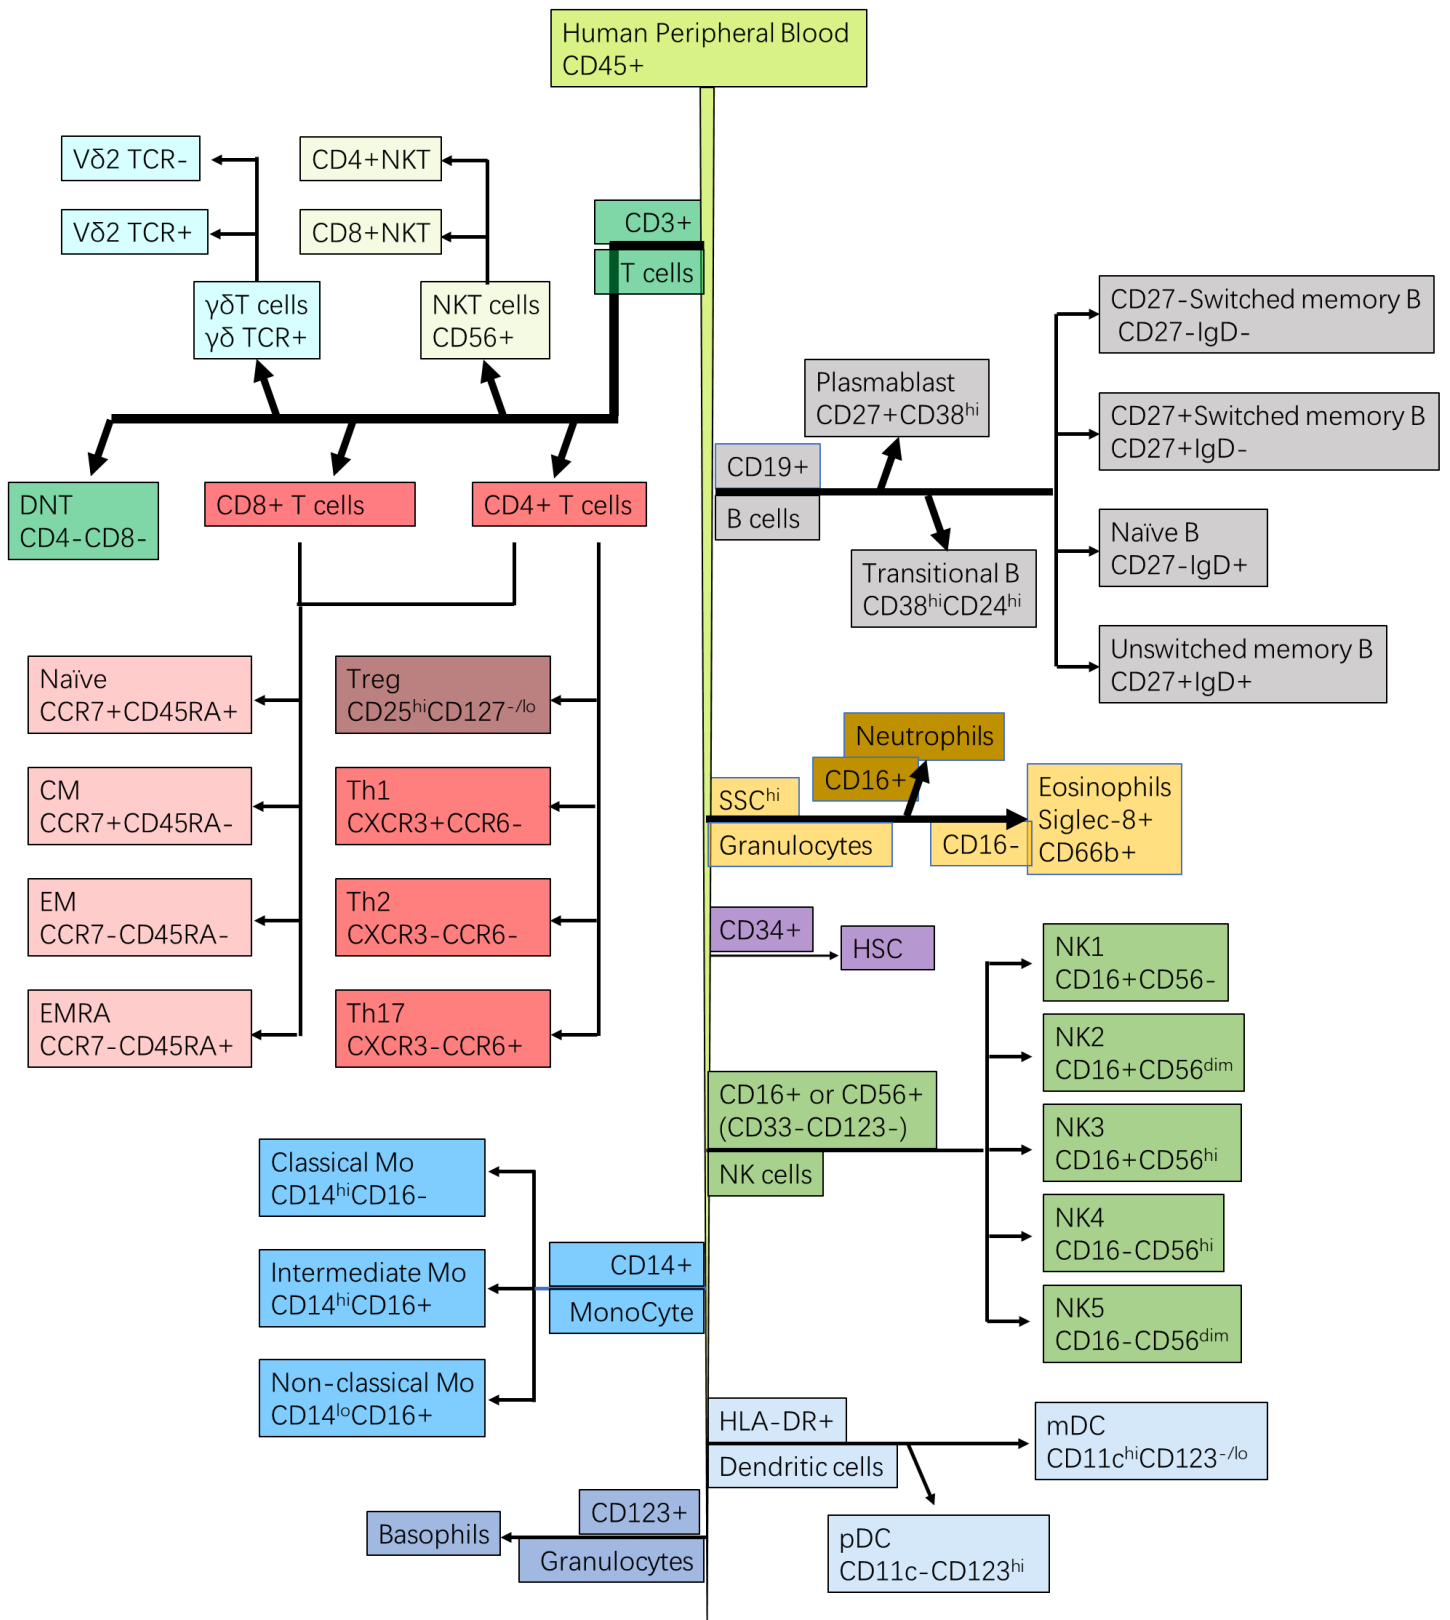 Human Peripheral Blood
CD45+
Vδ2 TCR-
Vδ2 TCR+
γδT cells
γδ TCR+
CD4+NKT
CD8+NKT
NKT cells
CD56+
CD3+
T cells
DNT
CD4-CD8-
CD8+ T cells
CD4+ T cells
Naïve
CCR7+CD45RA+
CM
CCR7+CD45RA-
EM
CCR7-CD45RA-
EMRA
CCR7-CD45RA+
Treg
CD25hiCD127-/lo
Th1
CXCR3+CCR6-
Th2
CXCR3-CCR6-
Th17
CXCR3-CCR6+
CD19+
B cells
Plasmablast
CD27+CD38hi
Transitional B
CD38hiCD24hi
CD27-Switched memory B
CD27-IgD-
CD27+Switched memory B
CD27+IgD-
Naïve B
CD27-IgD+
Unswitched memory B
CD27+IgD+
SSChi
Granulocytes
Neutrophils
CD16+
CD16-
Eosinophils
Siglec-8+
CD66b+
CD34+
HSC
CD16+ or CD56+
(CD33-CD123-)
NK cells
NK1
CD16+CD56-
NK2
CD16+CD56dim
NK3
CD16+CD56hi
NK4
CD16-CD56hi
NK5
CD16-CD56dim
Classical Mo
CD14hiCD16-
Intermediate Mo
CD14hiCD16+
Non-classical Mo
CD14loCD16+
CD14+
MonoCyte
HLA-DR+
Dendritic cells
mDC
CD11chiCD123-/lo
pDC
CD11c-CD123hi
CD123+
Granulocytes
Basophils